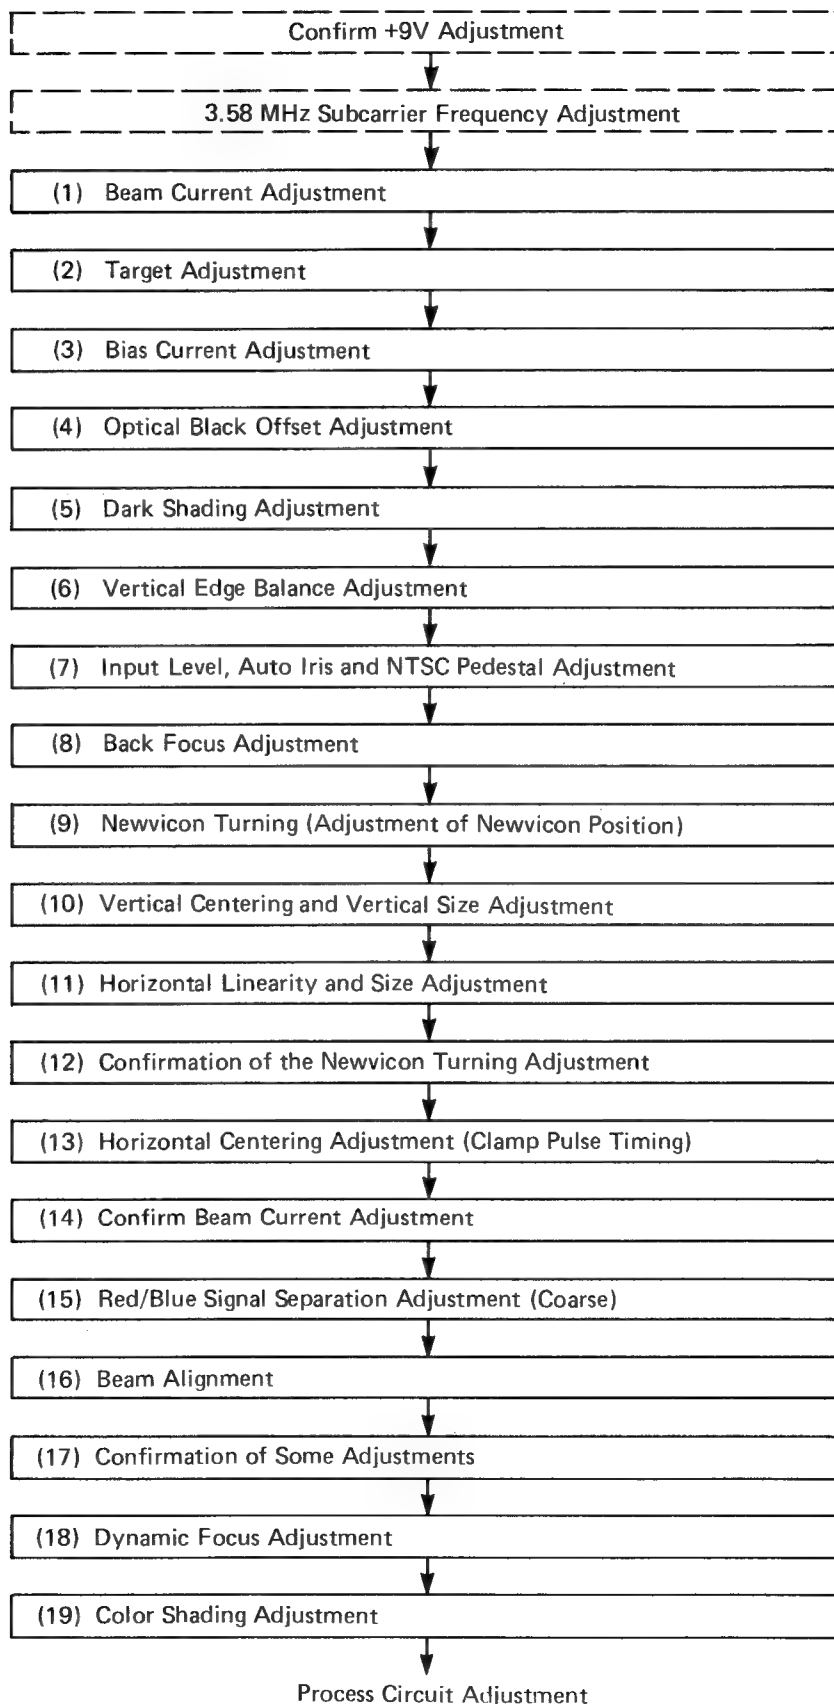 Confirm +9V Adjustment
3.58 MHz Subcarrier Frequency Adjustment
(1) Beam Current Adjustment
(2) Target Adjustment
(3) Bias Current Adjustment
(4) Optical Black Offset Adjustment
(5) Dark Shading Adjustment
(6) Vertical Edge Balance Adjustment
(7) Input Level, Auto Iris and NTSC Pedestal Adjustment
(8) Back Focus Adjustment
(9) Newvicon Turning (Adjustment of Newvicon Position)
(10) Vertical Centering and Vertical Size Adjustment
(11) Horizontal Linearity and Size Adjustment
(12) Confirmation of the Newvicon Turning Adjustment
(13) Horizontal Centering Adjustment (Clamp Pulse Timing)
(14) Confirm Beam Current Adjustment
(15) Red/Blue Signal Separation Adjustment (Coarse)
(16) Beam Alignment
(17) Confirmation of Some Adjustments
(18) Dynamic Focus Adjustment
(19) Color Shading Adjustment
Process Circuit Adjustment